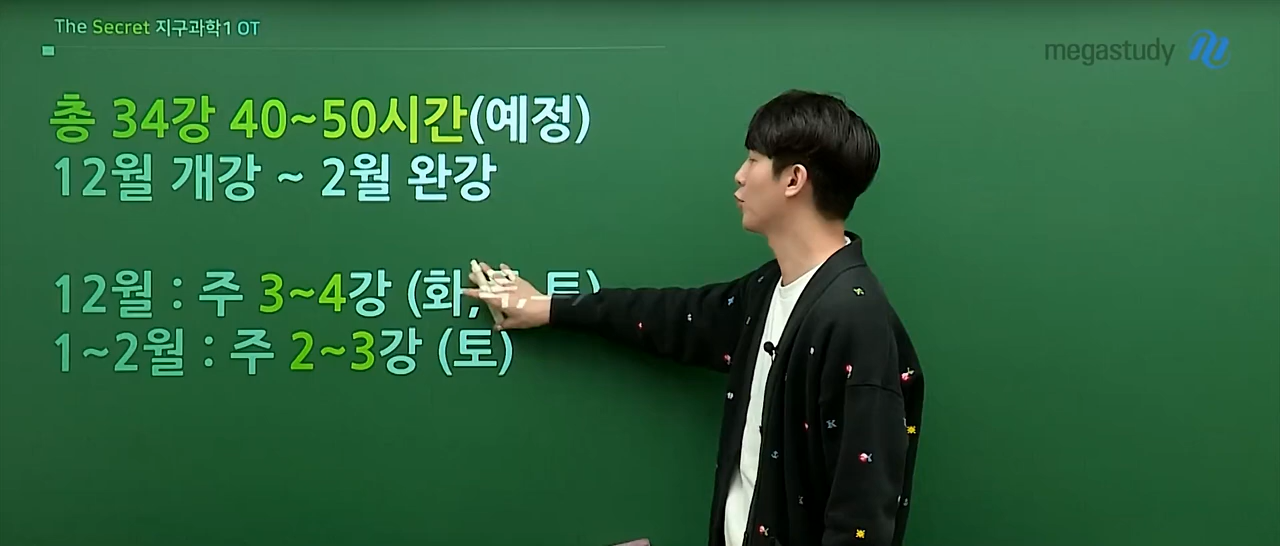 The Secret 지구과학1 OT
megastudy
총 34강 40~50시간(예정)
12월 개강 ~ 2월 완강
12월 : 주 3~4강 (화, 토)
1~2월 : 주 2~3강 (토)